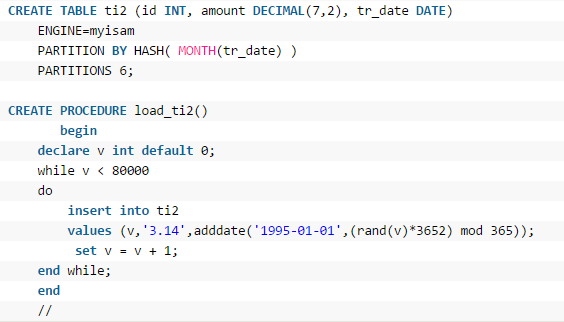 CREATE TABLE ti2 (id INT, amount DECIMAL(7,2), tr_date DATE)
    ENGINE=myisam
    PARTITION BY HASH( MONTH(tr_date) )
    PARTITIONS 6;

CREATE PROCEDURE load_ti2()
       begin
    declare v int default 0;
    while v < 80000
    do
        insert into ti2
        values (v,'3.14',adddate('1995-01-01',(rand(v)*3652) mod 365));
         set v = v + 1;
    end while;
    end
    //